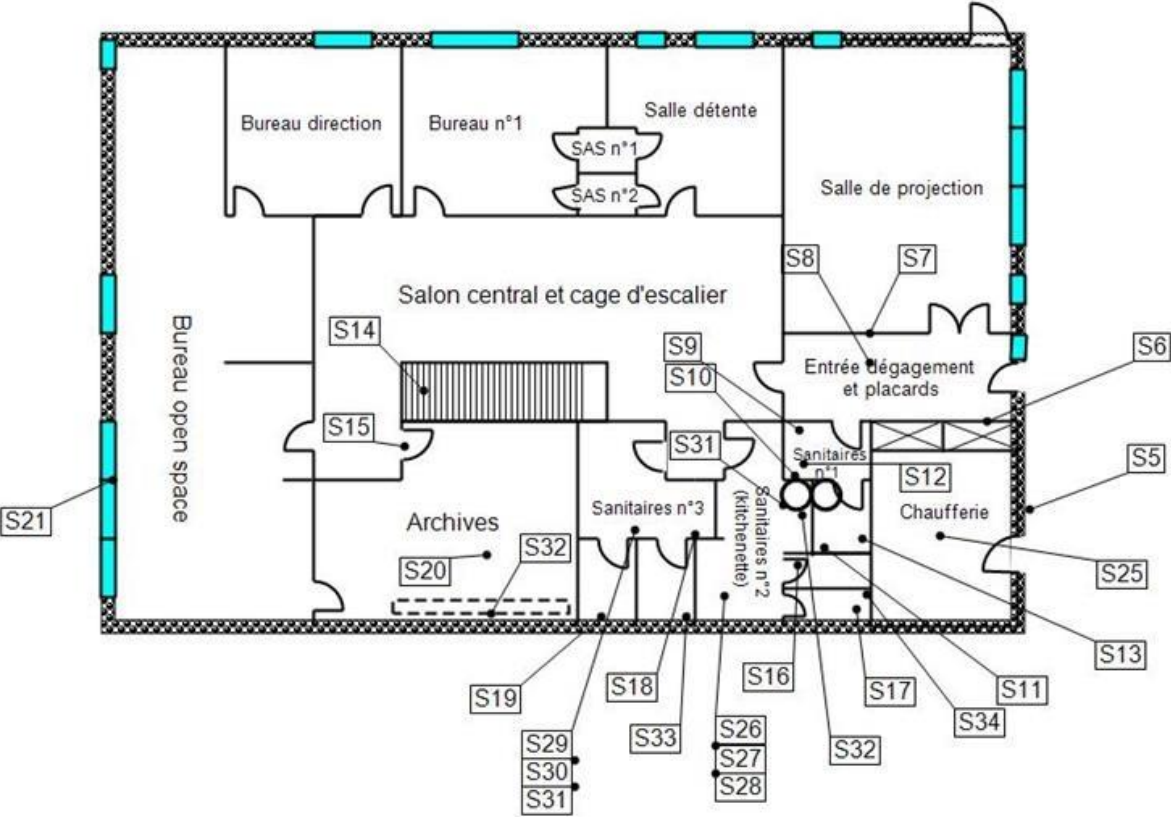 Bureau direction
Bureau n°1
Salle détente
SAS n°1
SAS n°2
Salle de projection
S8
S7
Salon central et cage d'escalier
S14
S9
S10
Entrée dégagement
et placards
S6
Bureau open space
S15
S31
Sanitaires
n°1
S12
S5
S21
Archives
Sanitaires n°3
Sanitaires n°2
(kitchenette)
Chaufferie
S20
S32
S25
S13
S19
S18
S16
S17
S11
S34
S29
S30
S31
S33
S26
S27
S28
S32